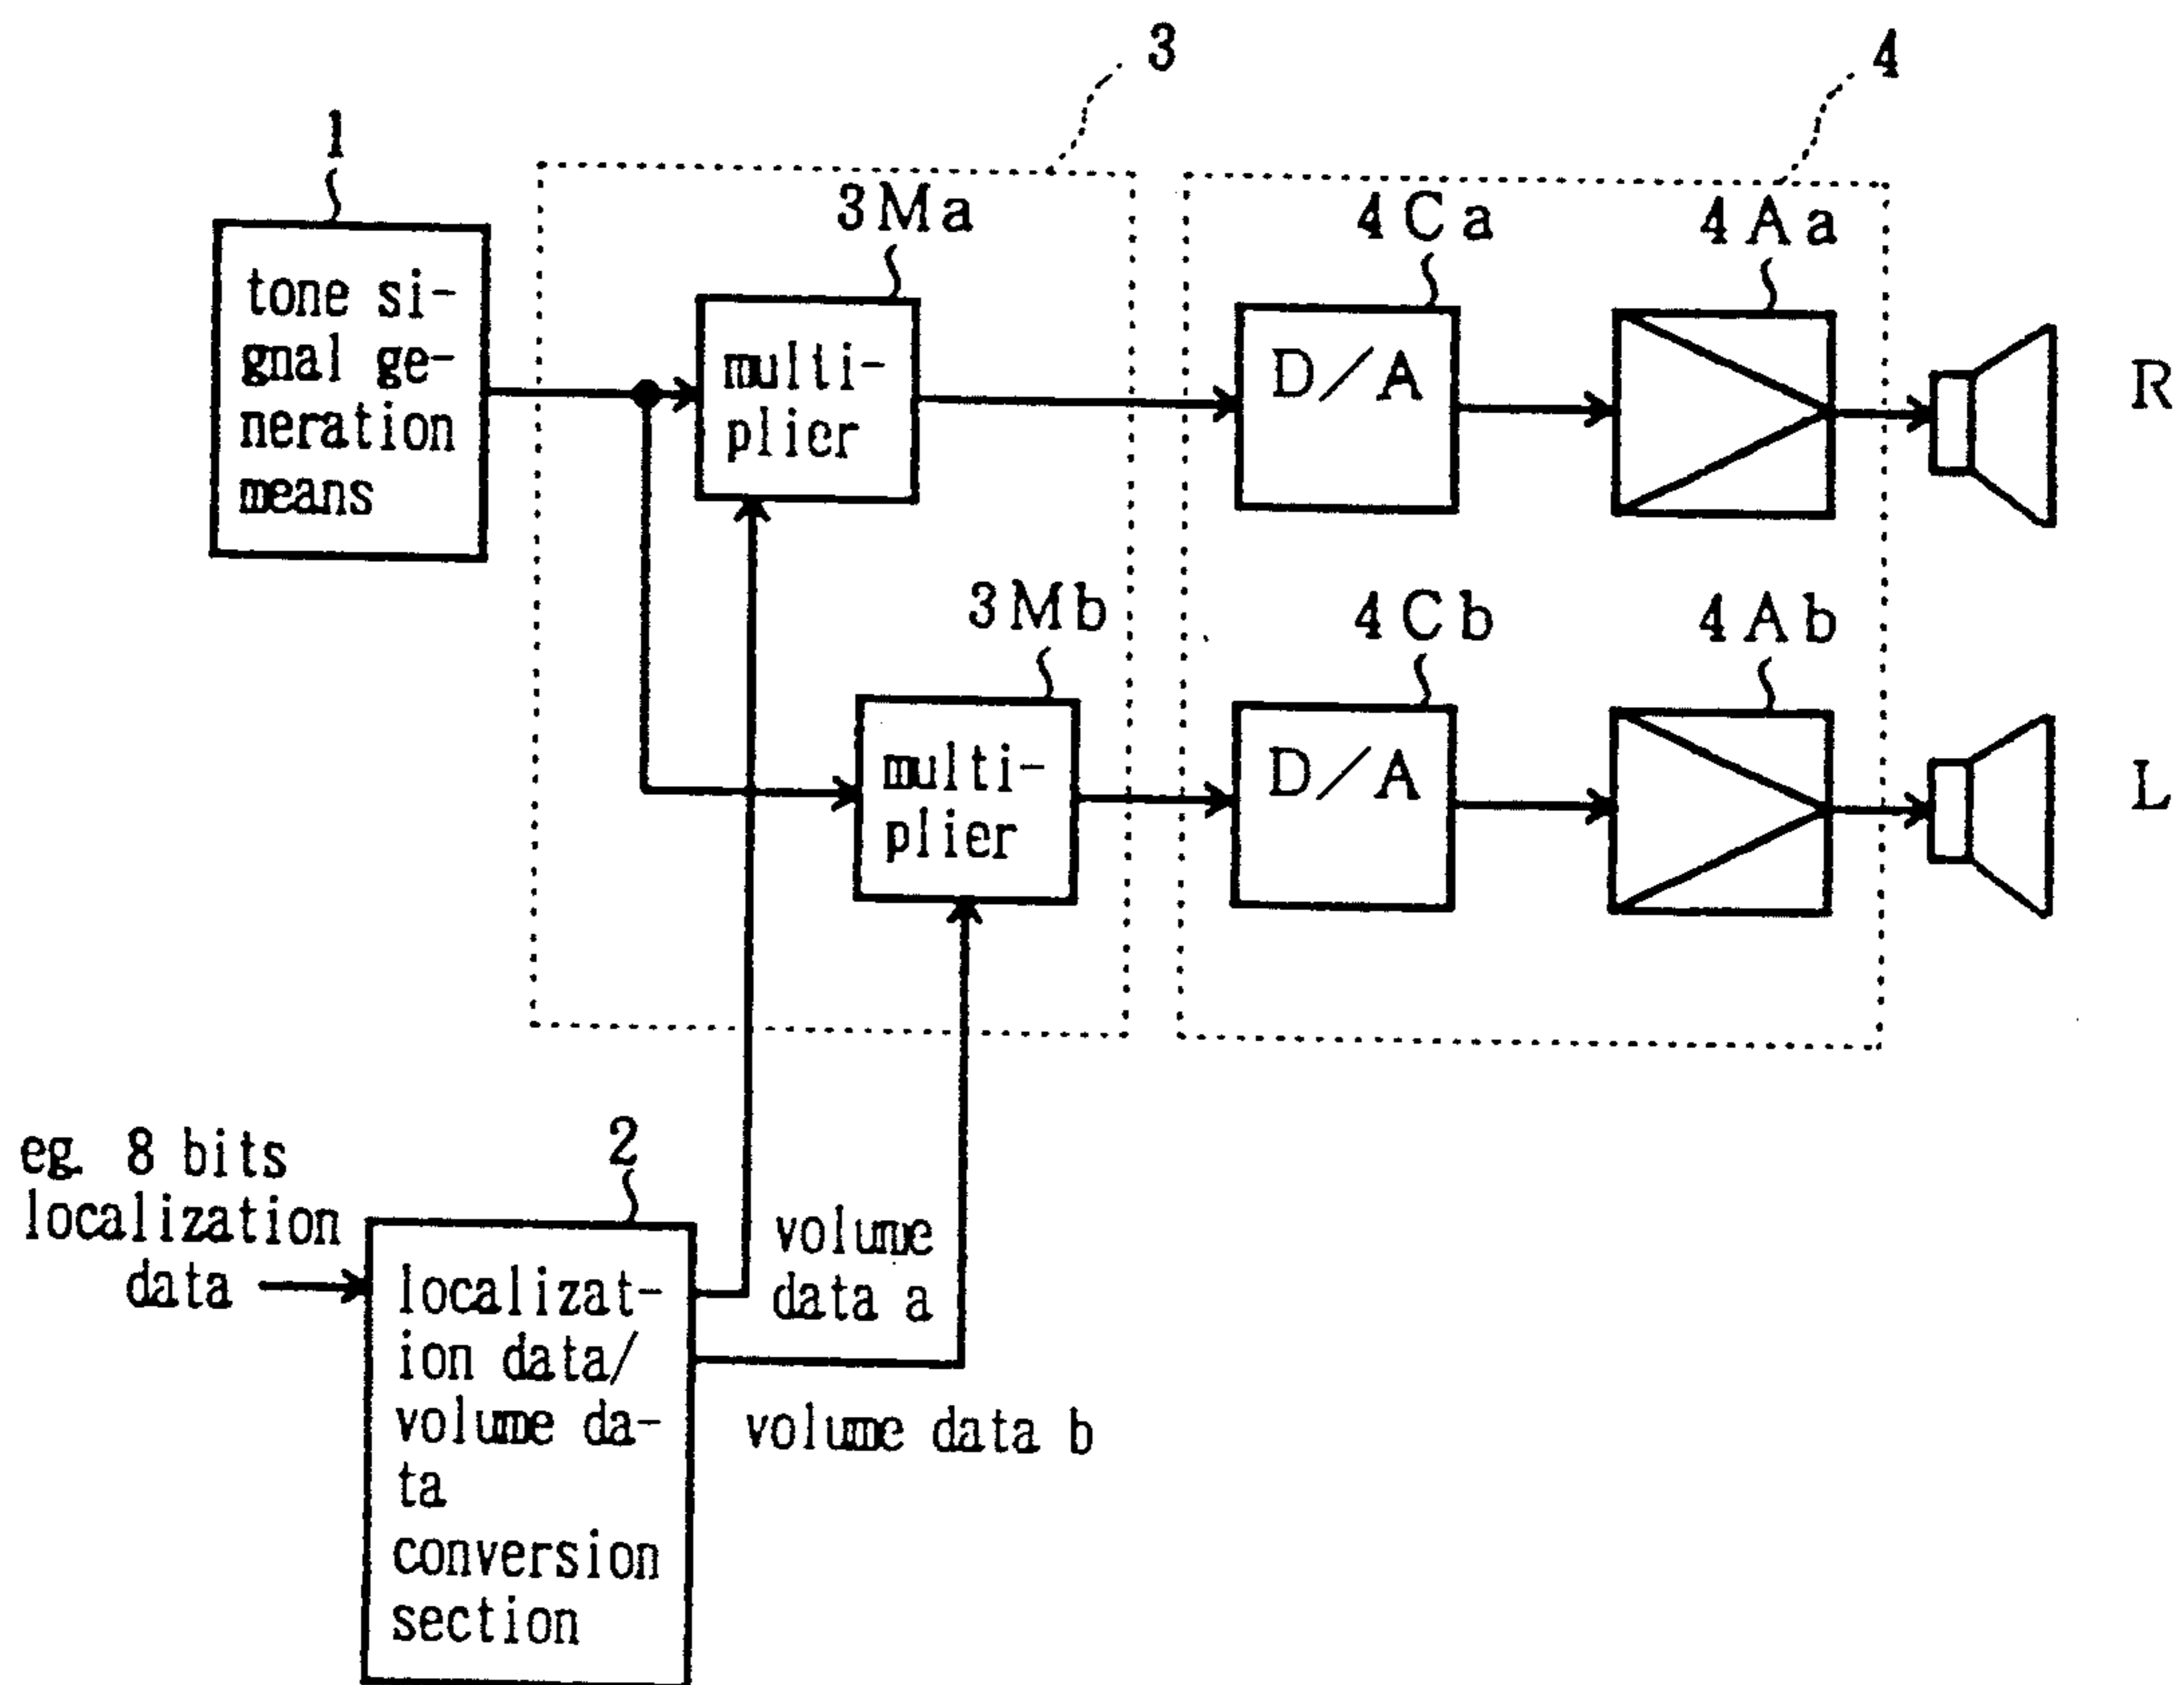 3
4
1
3Ma
4Ca
4Aa
tone si-
gnal ge-
neration
means
multi-
plier
D/A
R
3Mb
4Cb
4Ab
multi-
plier
D/A
L
eg. 8 bits
localization
data
2
localizat-
ion data/
volume da-
ta
conversion
section
volume
data a
volume data b